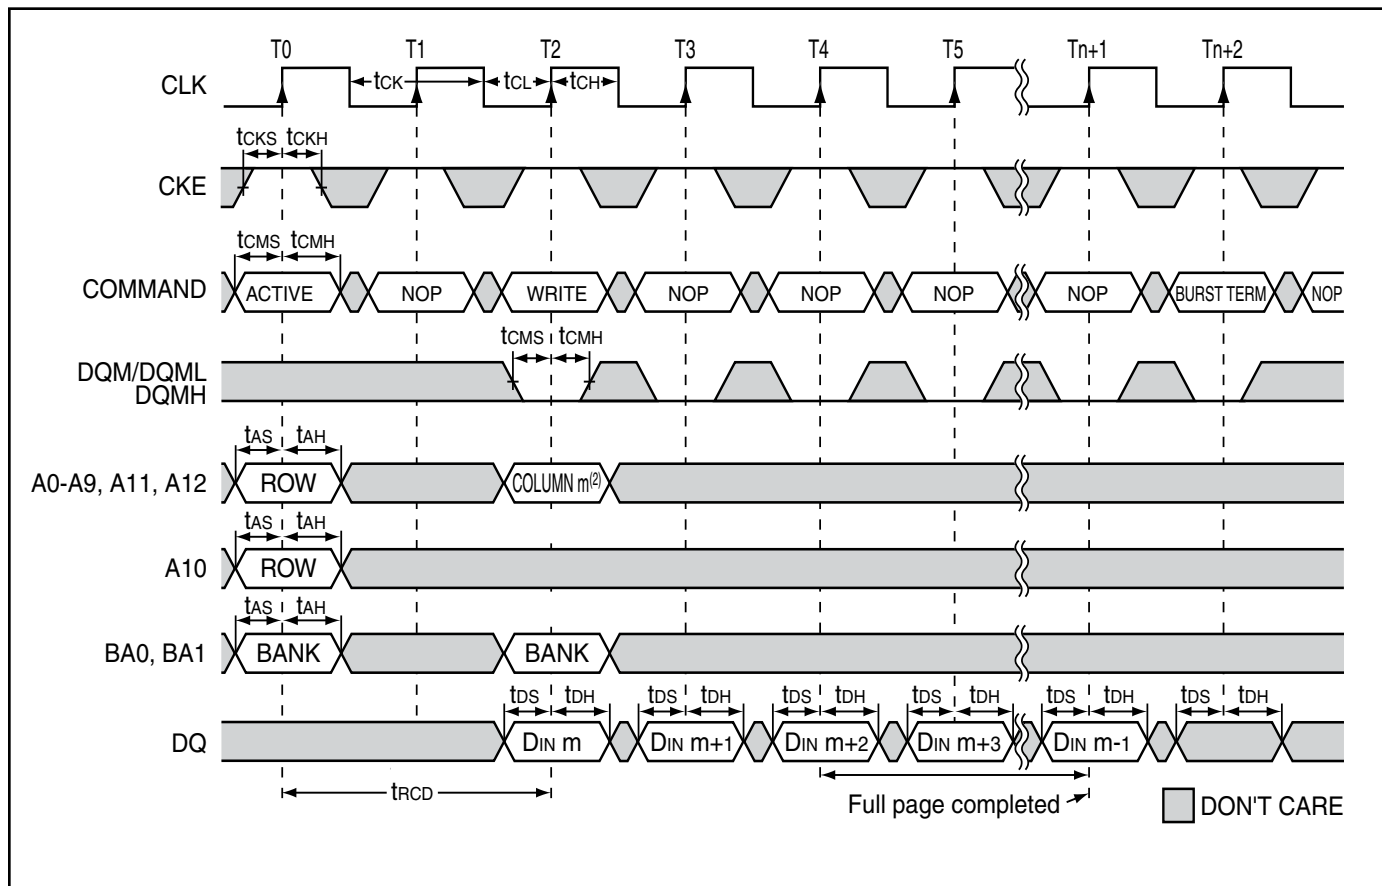 T0 T1 T2 T3 T4 T5 Tn+1 Tn+2
CLK tCK tCL tCH
tCKS tCKH
CKE
tCMS tCMH
COMMAND ACTIVE NOP WRITE NOP NOP NOP NOP BURST TERM NOP
tCMS tCMH
DQM/DQML
DQMH
tAS tAH
A0-A9, A11, A12 ROW COLUMN m(2)
tAS tAH
A10 ROW
tAS tAH
BA0, BA1 BANK BANK
tDS tDH tDS tDH tDS tDH tDS tDH tDS tDH tDS tDH
DQ DIN m DIN m+1 DIN m+2 DIN m+3 DIN m-1
tRCD
Full page completed
DON'T CARE